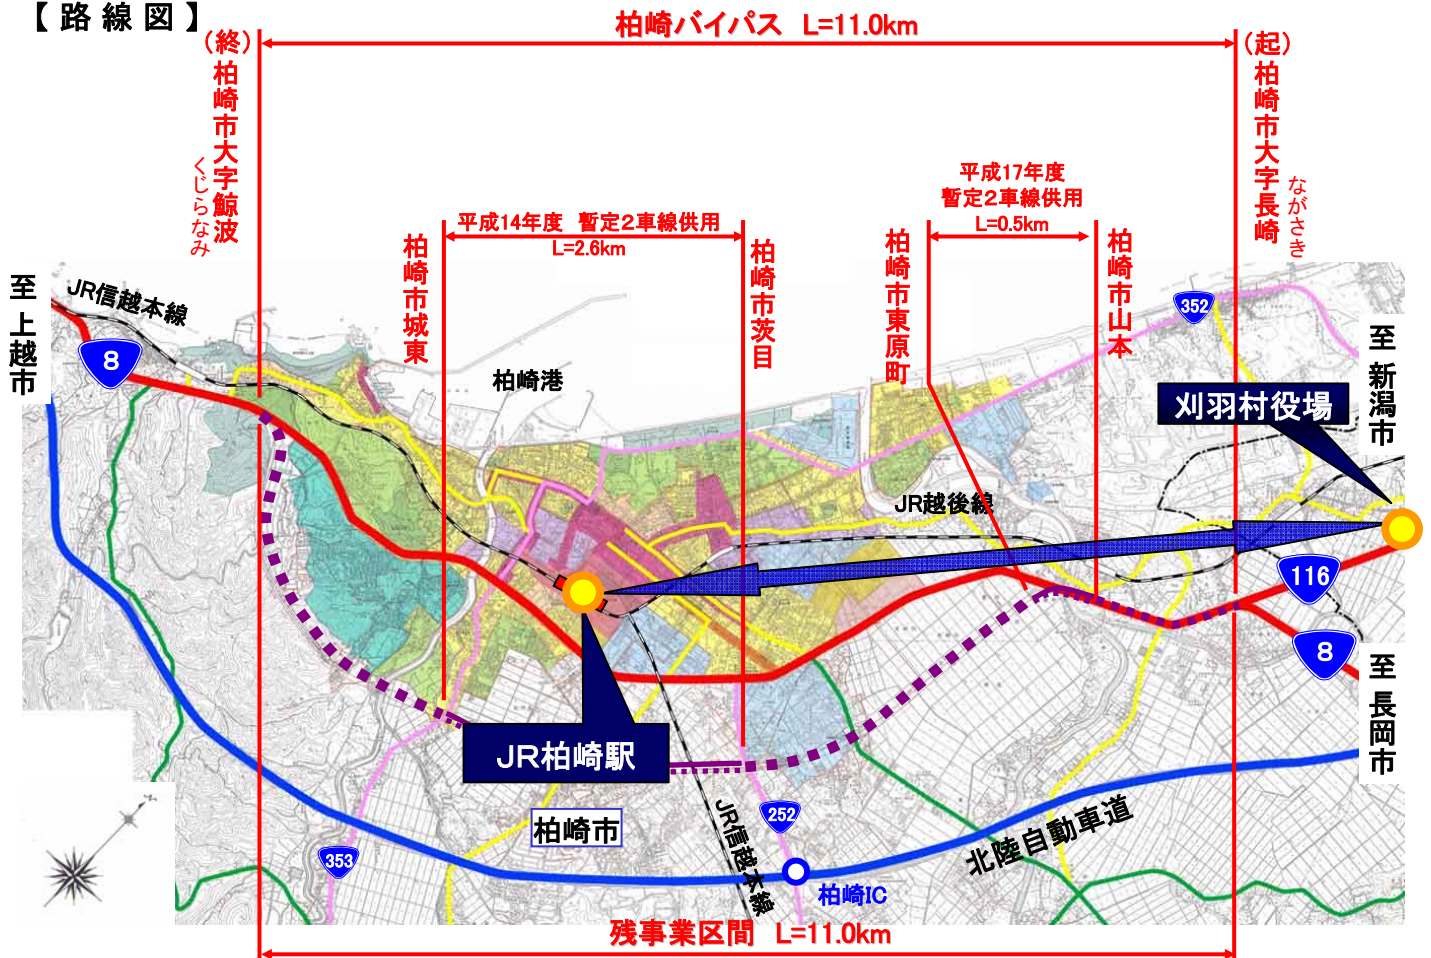 【路線図】
柏崎バイパス L=11.0km
(終)
柏崎市大字鯨波
くじらなみ
(起)
柏崎市大字長崎
ながさき
平成14年度 暫定2車線供用
L=2.6km
平成17年度
暫定2車線供用
L=0.5km
柏崎市城東
柏崎市茨目
柏崎市東原町
柏崎市山本
至上越市
JR信越本線
8
柏崎港
352
至新潟市
刈羽村役場
JR越後線
116
8
至長岡市
JR柏崎駅
柏崎市
252
JR信越本線
353
北陸自動車道
柏崎IC
残事業区間 L=11.0km